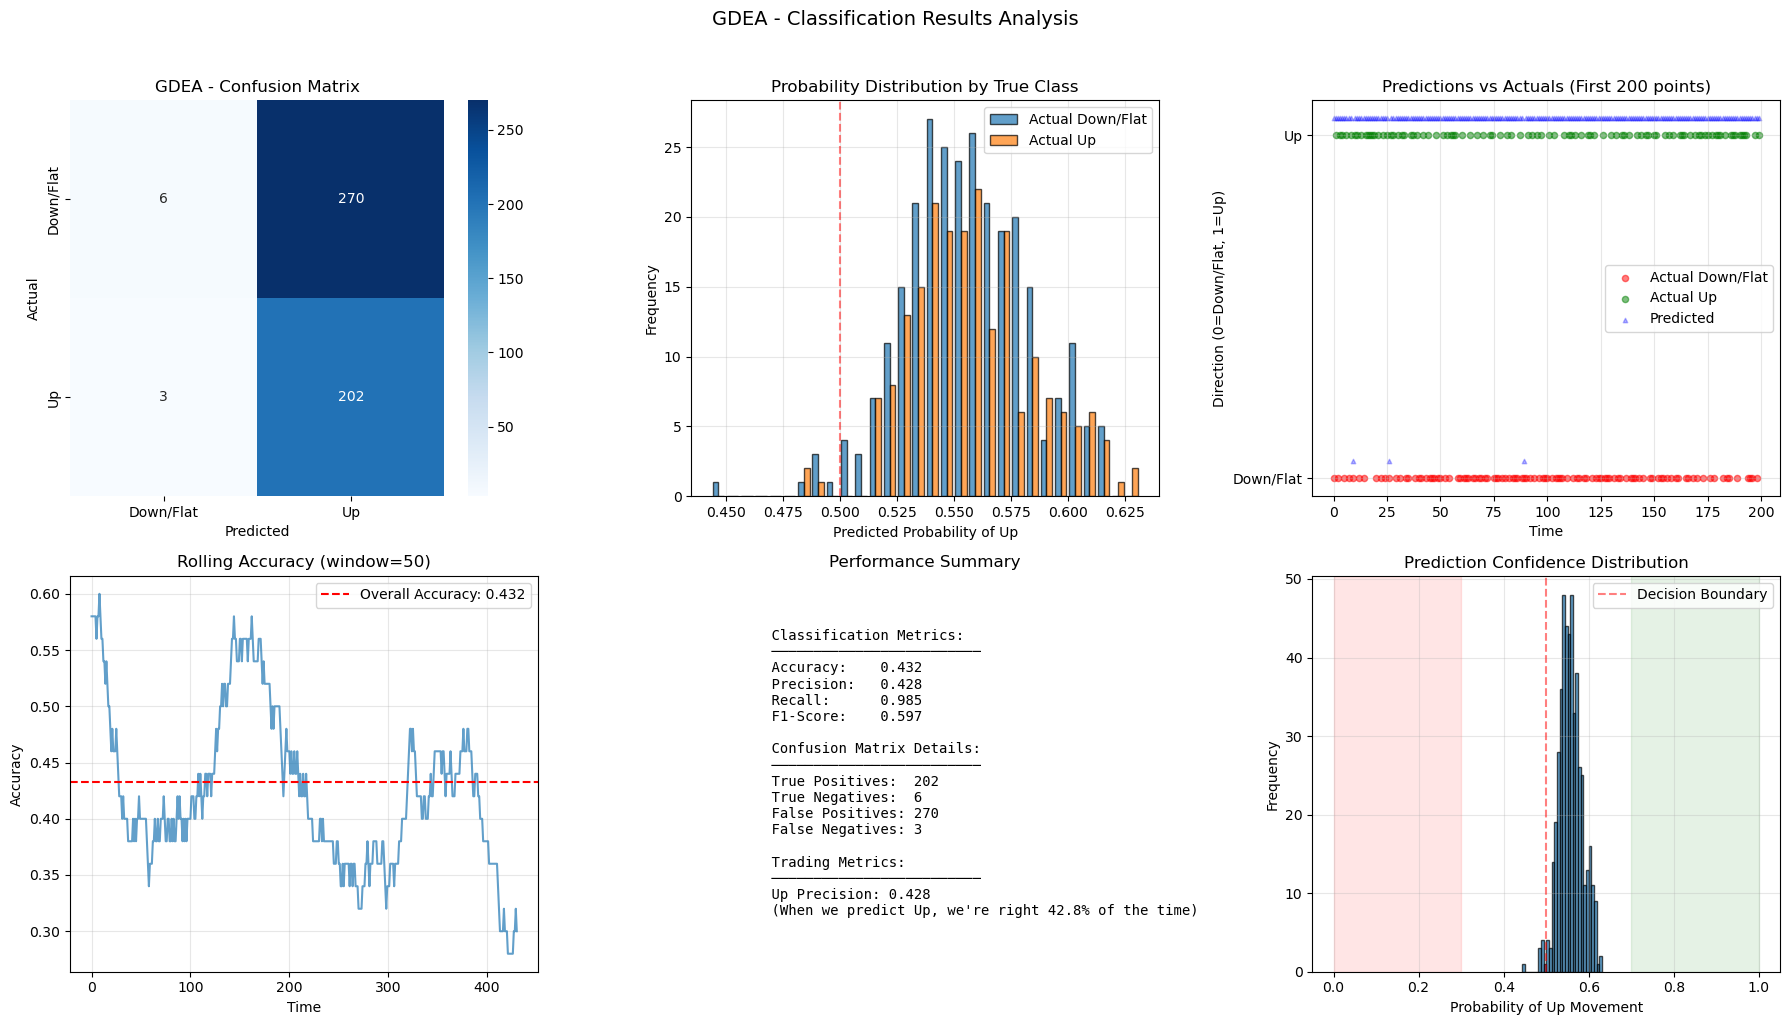 GDEA - Classification Results Analysis
GDEA - Confusion Matrix
Down/Flat
Up
Actual
6
270
3
202
Down/Flat
Up
Predicted
250
200
150
100
50
Probability Distribution by True Class
Actual Down/Flat
Actual Up
Frequency
25
20
15
10
5
0
0.450
0.475
0.500
0.525
0.550
0.575
0.600
0.625
Predicted Probability of Up
Predictions vs Actuals (First 200 points)
Direction (0=Down/Flat, 1=Up)
Up
Down/Flat
Actual Down/Flat
Actual Up
Predicted
0
25
50
75
100
125
150
175
200
Time
Rolling Accuracy (window=50)
Overall Accuracy: 0.432
Accuracy
0.60
0.55
0.50
0.45
0.40
0.35
0.30
0
100
200
300
400
Time
Performance Summary
Classification Metrics:
Accuracy: 0.432
Precision: 0.428
Recall: 0.985
F1-Score: 0.597
Confusion Matrix Details:
True Positives: 202
True Negatives: 6
False Positives: 270
False Negatives: 3
Trading Metrics:
Up Precision: 0.428
(When we predict Up, we're right 42.8% of the time)
Prediction Confidence Distribution
Decision Boundary
Frequency
50
40
30
20
10
0
0.0
0.2
0.4
0.6
0.8
1.0
Probability of Up Movement